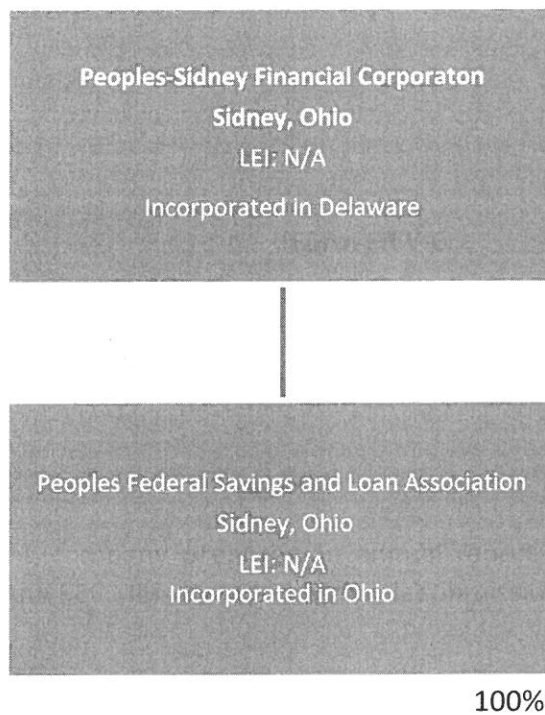 Peoples-Sidney Financial Corporaton
Sidney, Ohio
LEI: N/A
Incorporated in Delaware
Peoples Federal Savings and Loan Association
Sidney, Ohio
LEI: N/A
Incorporated in Ohio
100%